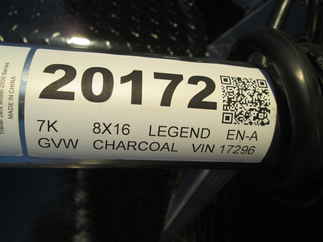 20172
7K 8X16 LEGEND EN-A
GVW CHARCOAL VIN 17296
MADE IN CHINA